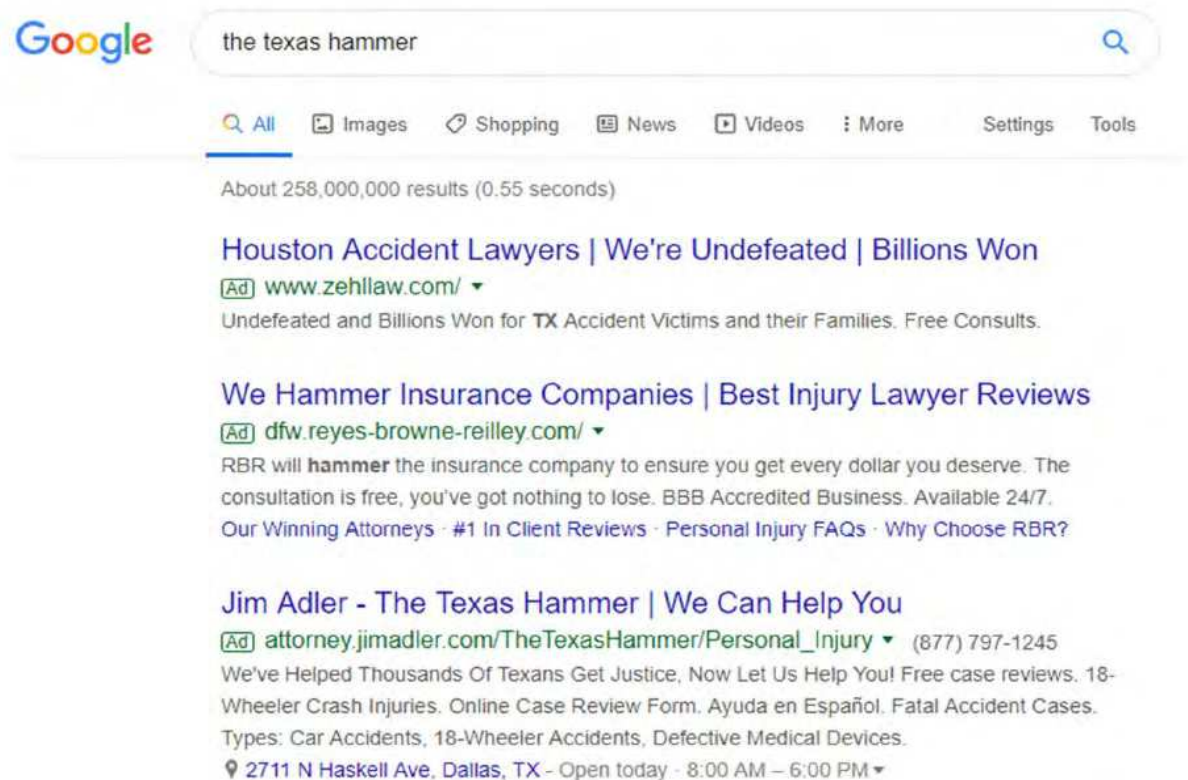 Google
the texas hammer
All Images Shopping News Videos More Settings Tools
About 258,000,000 results (0.55 seconds)
Houston Accident Lawyers | We're Undefeated | Billions Won
Ad www.zehllaw.com/
Undefeated and Billions Won for TX Accident Victims and their Families. Free Consults.
We Hammer Insurance Companies | Best Injury Lawyer Reviews
Ad dfw.reyes-browne-reilley.com/
RBR will hammer the insurance company to ensure you get every dollar you deserve. The
consultation is free, you've got nothing to lose. BBB Accredited Business. Available 24/7.
Our Winning Attorneys · #1 In Client Reviews · Personal Injury FAQs · Why Choose RBR?
Jim Adler - The Texas Hammer | We Can Help You
Ad attorney.jimadler.com/TheTexasHammer/Personal_Injury (877) 797-1245
We've Helped Thousands Of Texans Get Justice, Now Let Us Help You! Free case reviews. 18-
Wheeler Crash Injuries. Online Case Review Form. Ayuda en Español. Fatal Accident Cases.
Types: Car Accidents, 18-Wheeler Accidents, Defective Medical Devices.
2711 N Haskell Ave, Dallas, TX - Open today · 8:00 AM – 6:00 PM